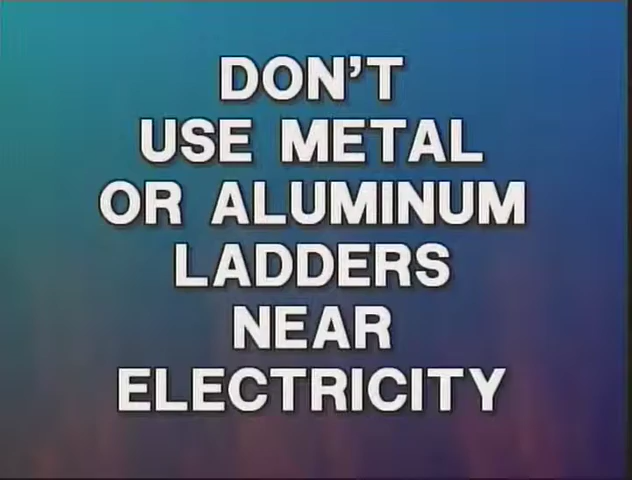 DON'T
USE METAL
OR ALUMINUM
LADDERS
NEAR
ELECTRICITY